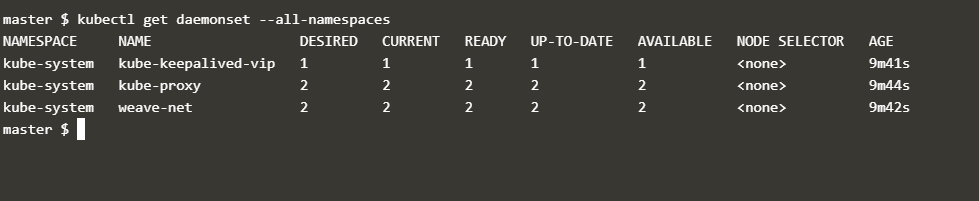 master $ kubectl get daemonset --all-namespaces
NAMESPACE NAME DESIRED CURRENT READY UP-TO-DATE AVAILABLE NODE SELECTOR AGE
kube-system kube-keepalived-vip 1 1 1 1 1 <none> 9m41s
kube-system kube-proxy 2 2 2 2 2 <none> 9m44s
kube-system weave-net 2 2 2 2 2 <none> 9m42s
master $